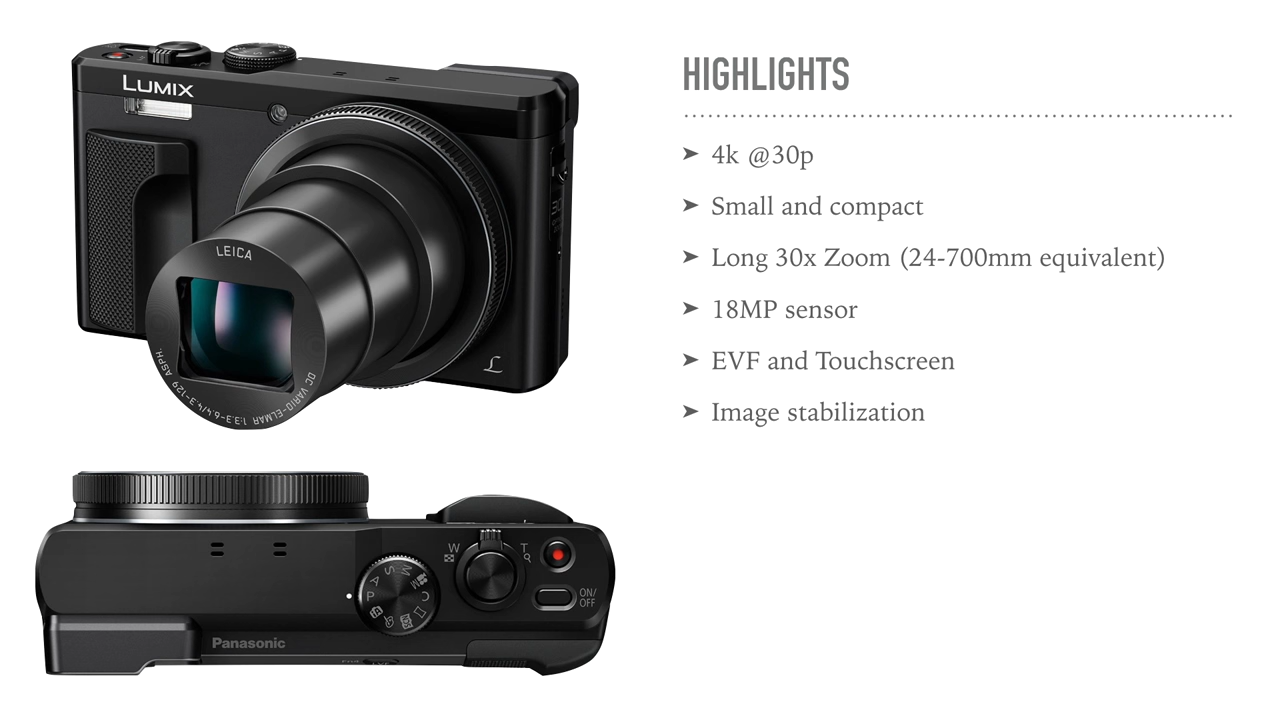 LUMIX
LEICA
DC VARIO-ELMAR 1:3.3-6.4/4.3-129 ASPH.
L
HIGHLIGHTS
4k @30p
Small and compact
Long 30x Zoom (24-700mm equivalent)
18MP sensor
EVF and Touchscreen
Image stabilization
W T
ON/
OFF
M
S
A
P
C
Panasonic